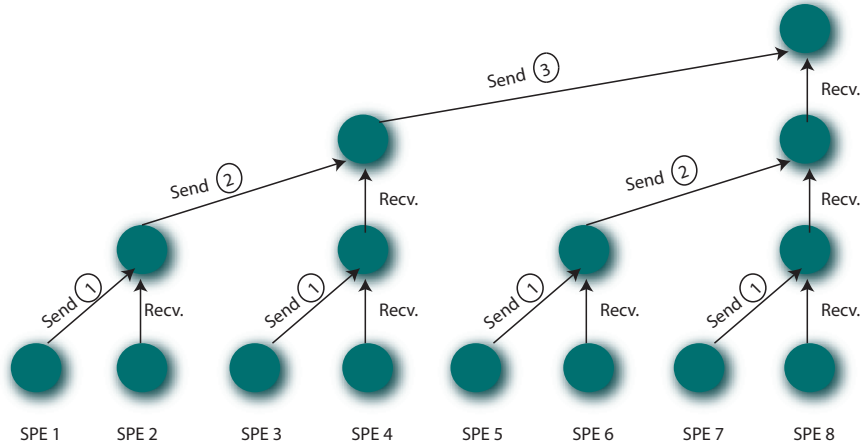 Send 3
Recv.
Send 2
Send 2
Recv.
Recv.
Send 1
Recv.
Send 1
Recv.
Send 1
Recv.
Send 1
Recv.
SPE 1
SPE 2
SPE 3
SPE 4
SPE 5
SPE 6
SPE 7
SPE 8